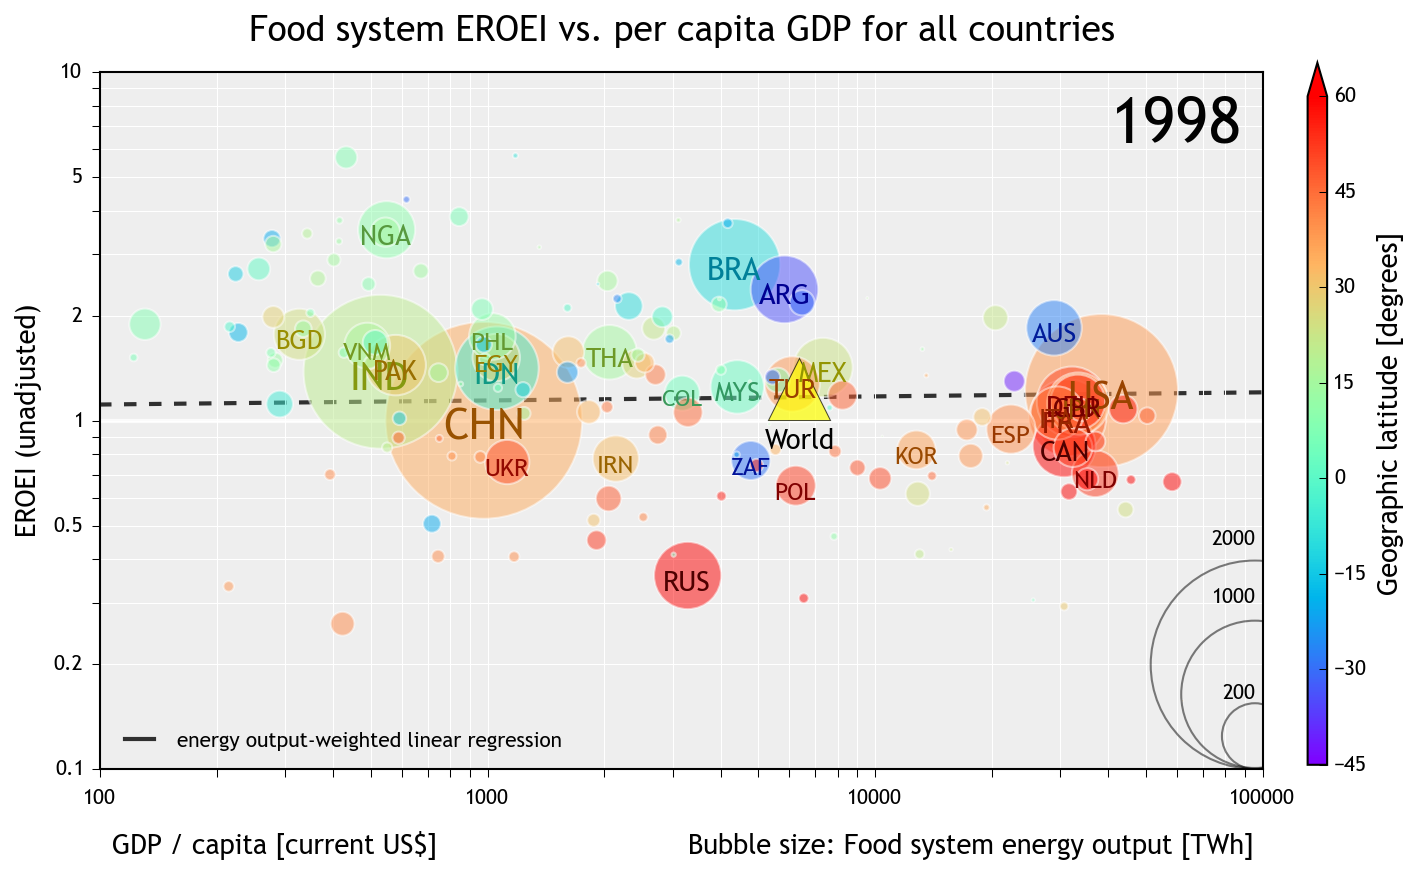 Food system EROEI vs. per capita GDP for all countries
1998
10
5
2
1
0.5
0.2
0.1
EROEI (unadjusted)
NGA
BRA
ARG
AUS
BGD
VNM
PAK
IND
PHL
EGY
IDN
THA
COL
MYS
TUR
MEX
World
USA
GBR
FRA
CAN
NLD
ESP
KOR
CHN
UKR
IRN
ZAF
POL
RUS
2000
1000
200
energy output-weighted linear regression
100
1000
10000
100000
GDP / capita [current US$]
Bubble size: Food system energy output [TWh]
60
45
30
15
0
−15
−30
−45
Geographic latitude [degrees]